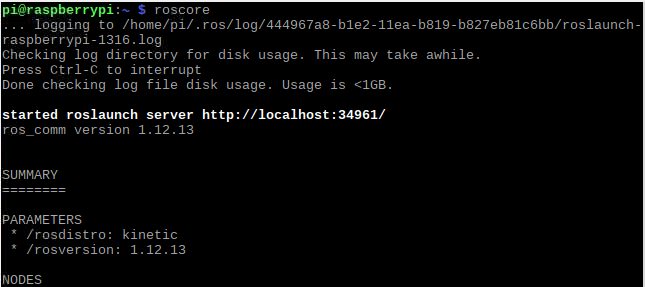 pi@raspberrypi:~ $ roscore
... logging to /home/pi/.ros/log/444967a8-b1e2-11ea-b819-b827eb81c6bb/roslaunch-
raspberrypi-1316.log
Checking log directory for disk usage. This may take awhile.
Press Ctrl-C to interrupt
Done checking log file disk usage. Usage is <1GB.
started roslaunch server http://localhost:34961/
ros_comm version 1.12.13
SUMMARY
========
PARAMETERS
 * /rosdistro: kinetic
 * /rosversion: 1.12.13
NODES